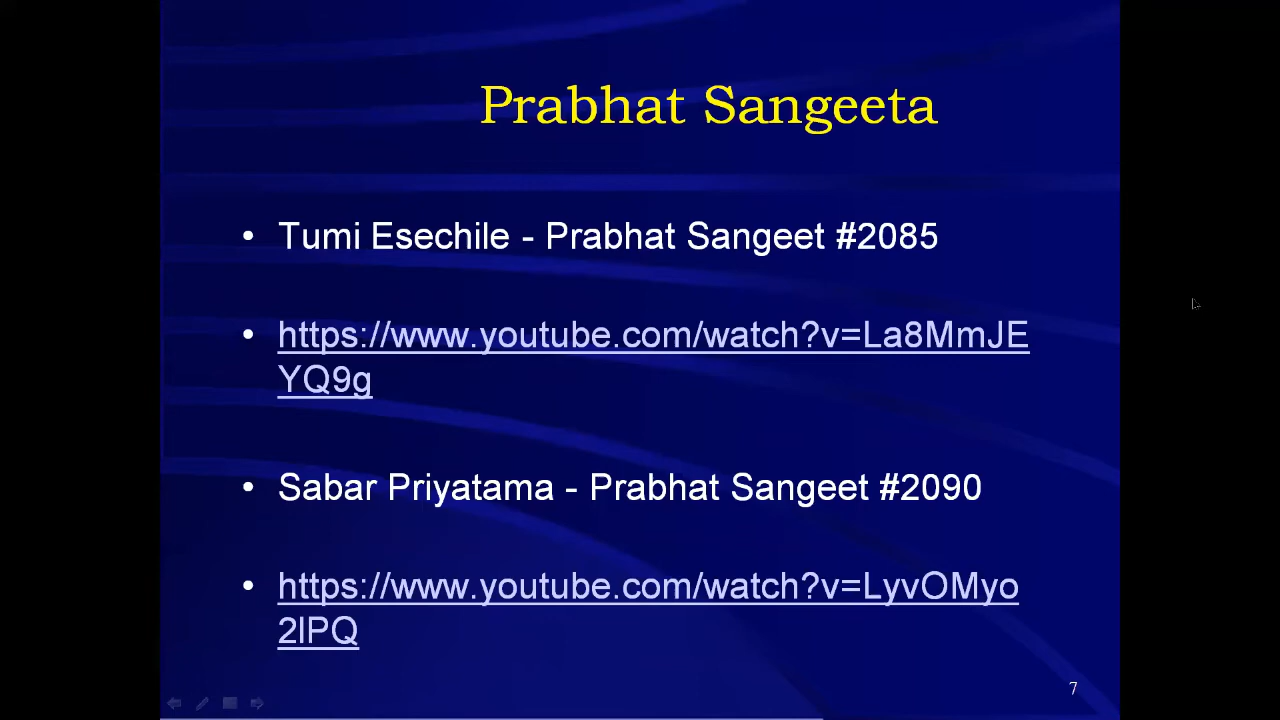 Prabhat Sangeeta
• Tumi Esechile - Prabhat Sangeet #2085
• https://www.youtube.com/watch?v=La8MmJE
YQ9g
• Sabar Priyatama - Prabhat Sangeet #2090
• https://www.youtube.com/watch?v=LyvOMyo
2lPQ
7